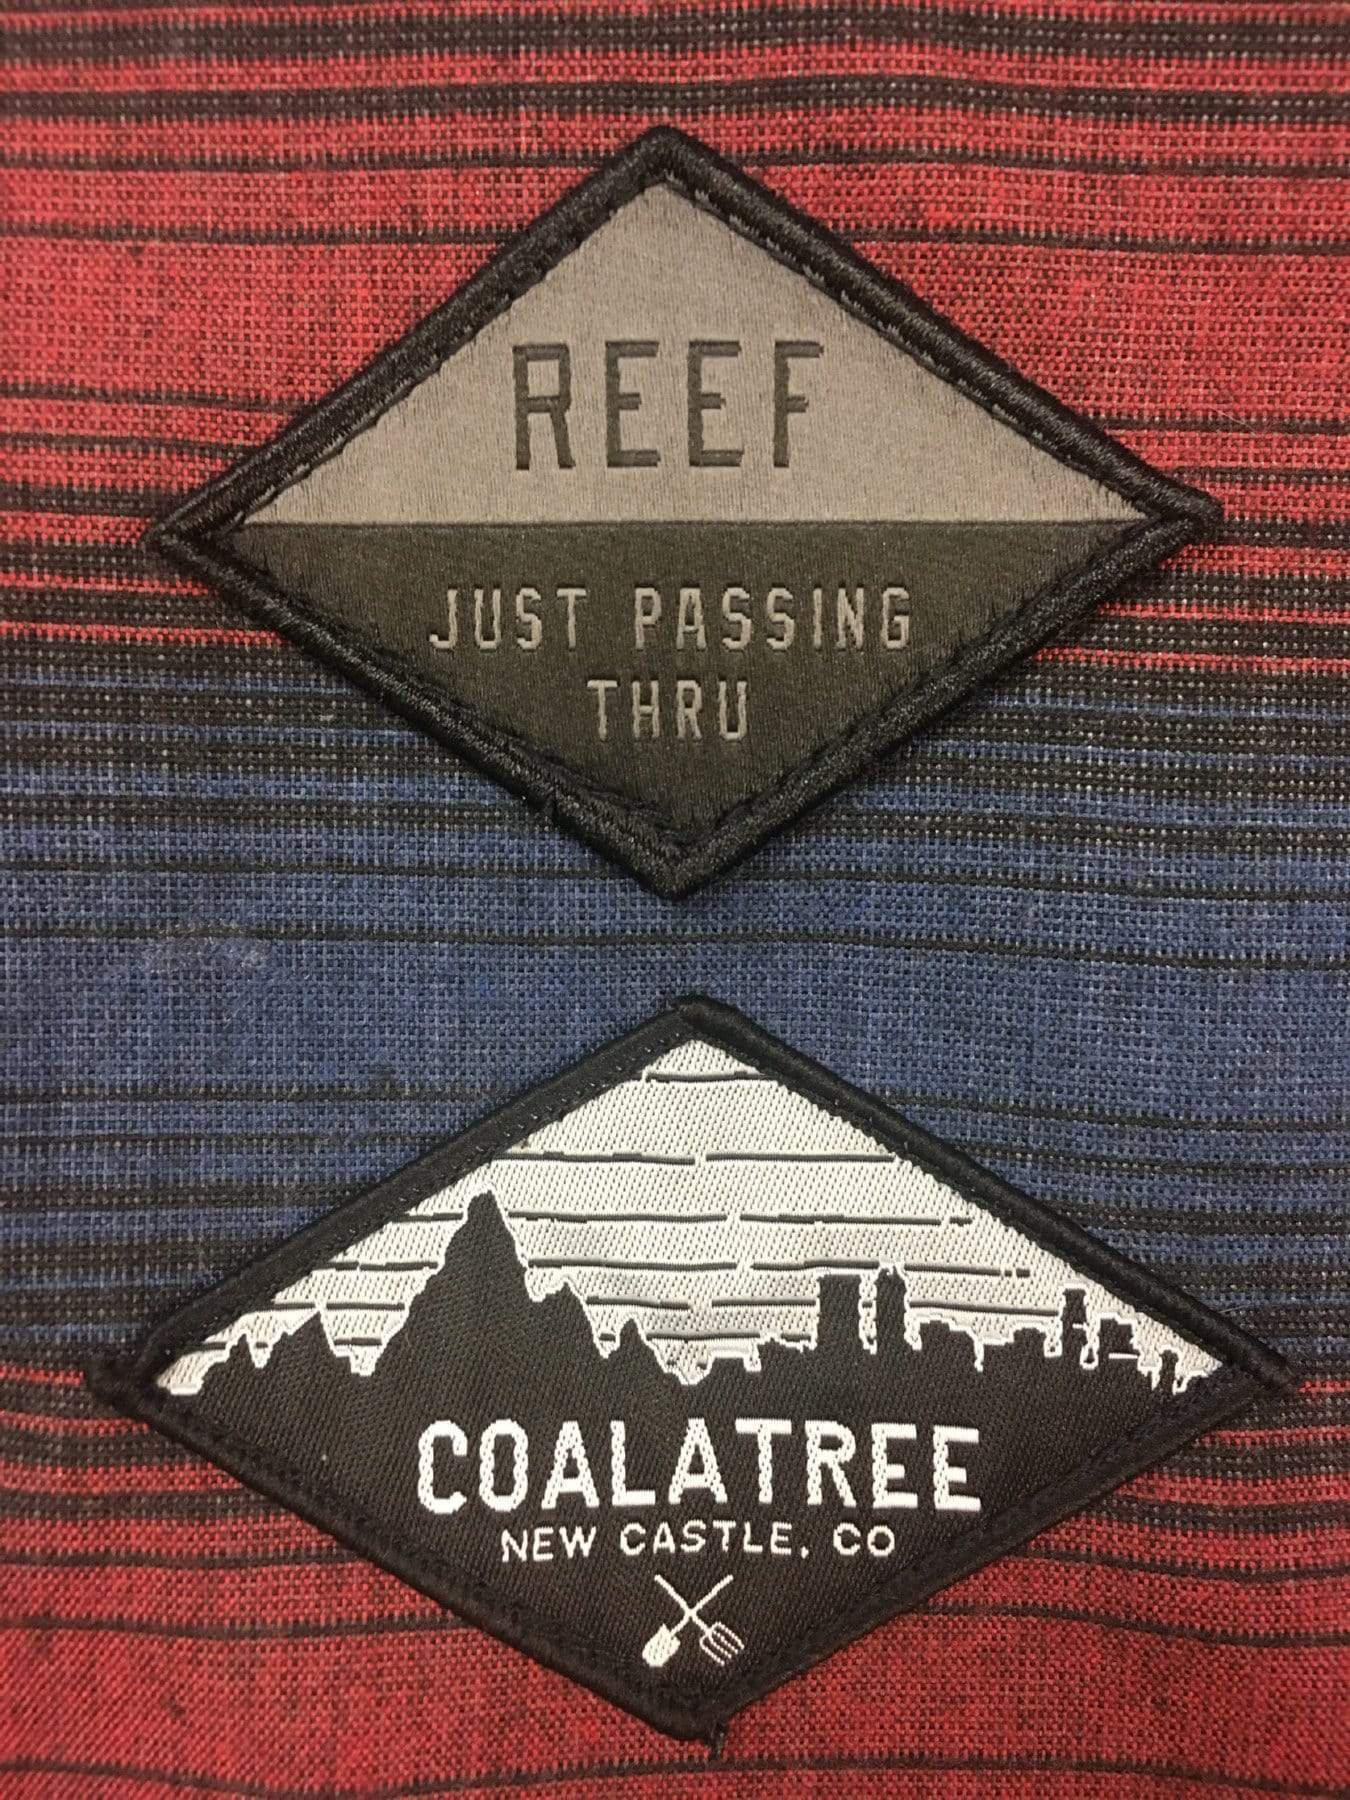 REEF
JUST PASSING
THRU
COALATREE
NEW CASTLE, CO